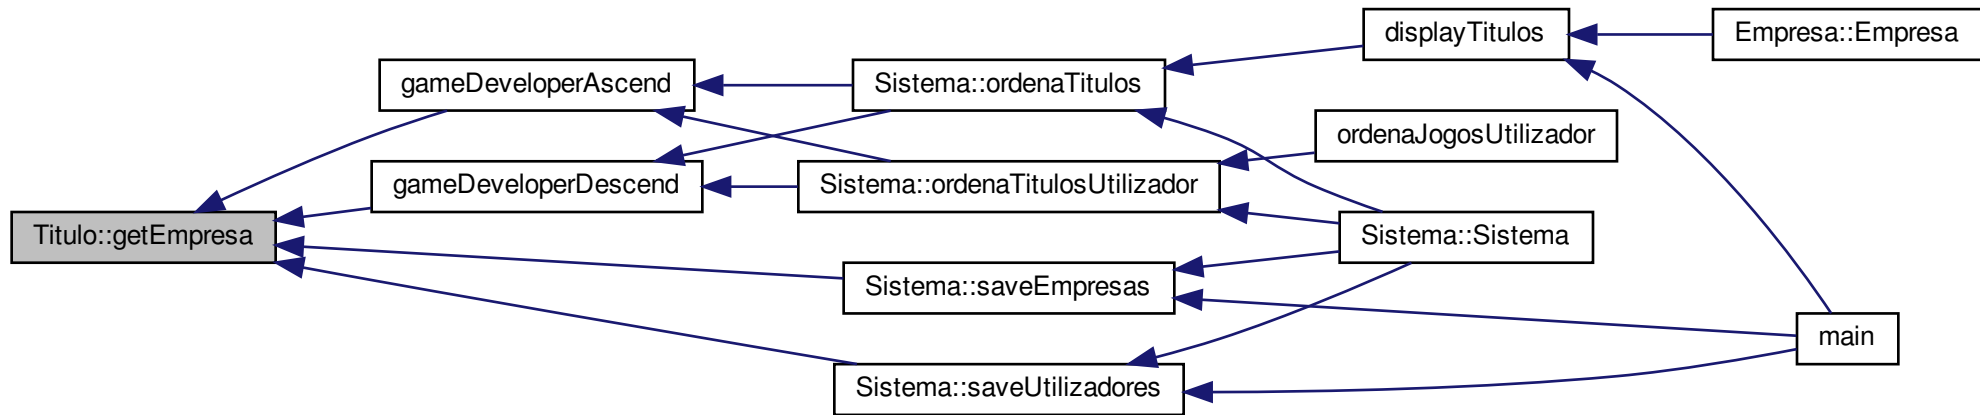 Titulo::getEmpresa
gameDeveloperAscend
gameDeveloperDescend
Sistema::ordenaTitulos
Sistema::ordenaTitulosUtilizador
Sistema::saveEmpresas
Sistema::saveUtilizadores
displayTitulos
ordenaJogosUtilizador
Sistema::Sistema
Empresa::Empresa
main